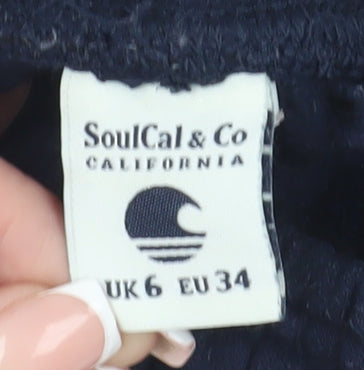 SoulCal & Co
CALIFORNIA
UK 6 EU 34